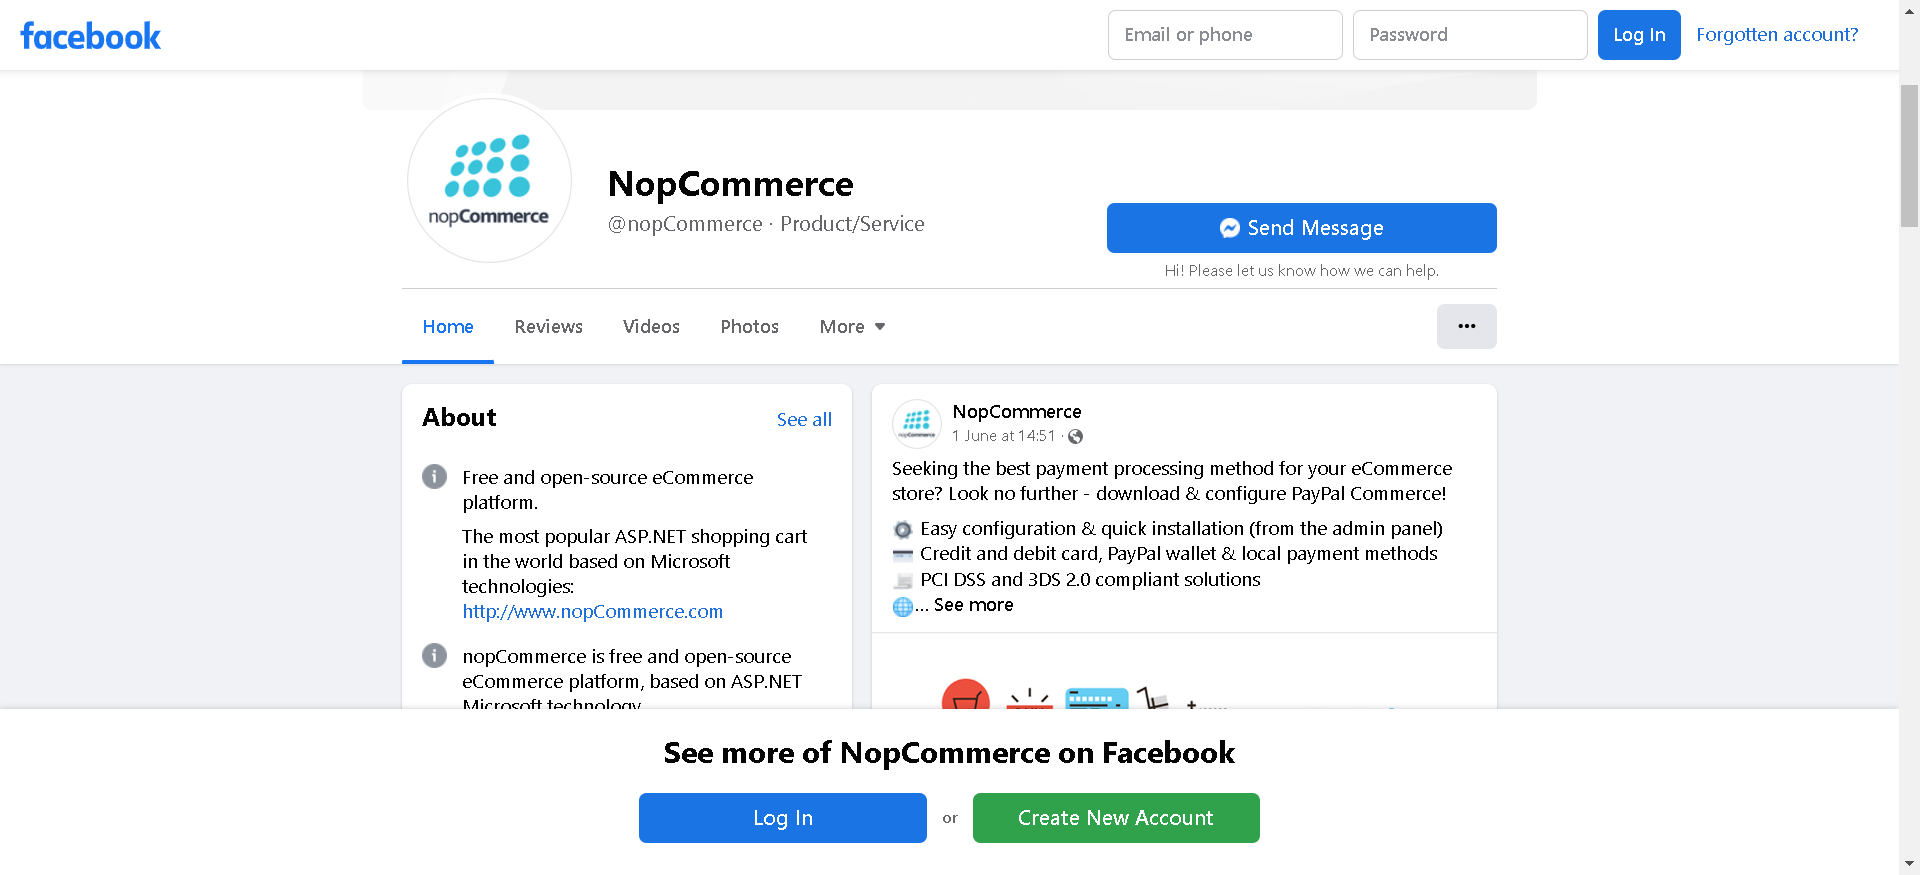 facebook
Email or phone
Password
Log In
Forgotten account?
nopCommerce
NopCommerce
@nopCommerce · Product/Service
Send Message
Hi! Please let us know how we can help.
Home
Reviews
Videos
Photos
More
About
See all
Free and open-source eCommerce
platform.
The most popular ASP.NET shopping cart
in the world based on Microsoft
technologies:
http://www.nopCommerce.com
nopCommerce is free and open-source
eCommerce platform, based on ASP.NET
Microsoft technology
nopCommerce
NopCommerce
1 June at 14:51 ·
Seeking the best payment processing method for your eCommerce
store? Look no further - download & configure PayPal Commerce!
Easy configuration & quick installation (from the admin panel)
Credit and debit card, PayPal wallet & local payment methods
PCI DSS and 3DS 2.0 compliant solutions
... See more
See more of NopCommerce on Facebook
Log In
or
Create New Account